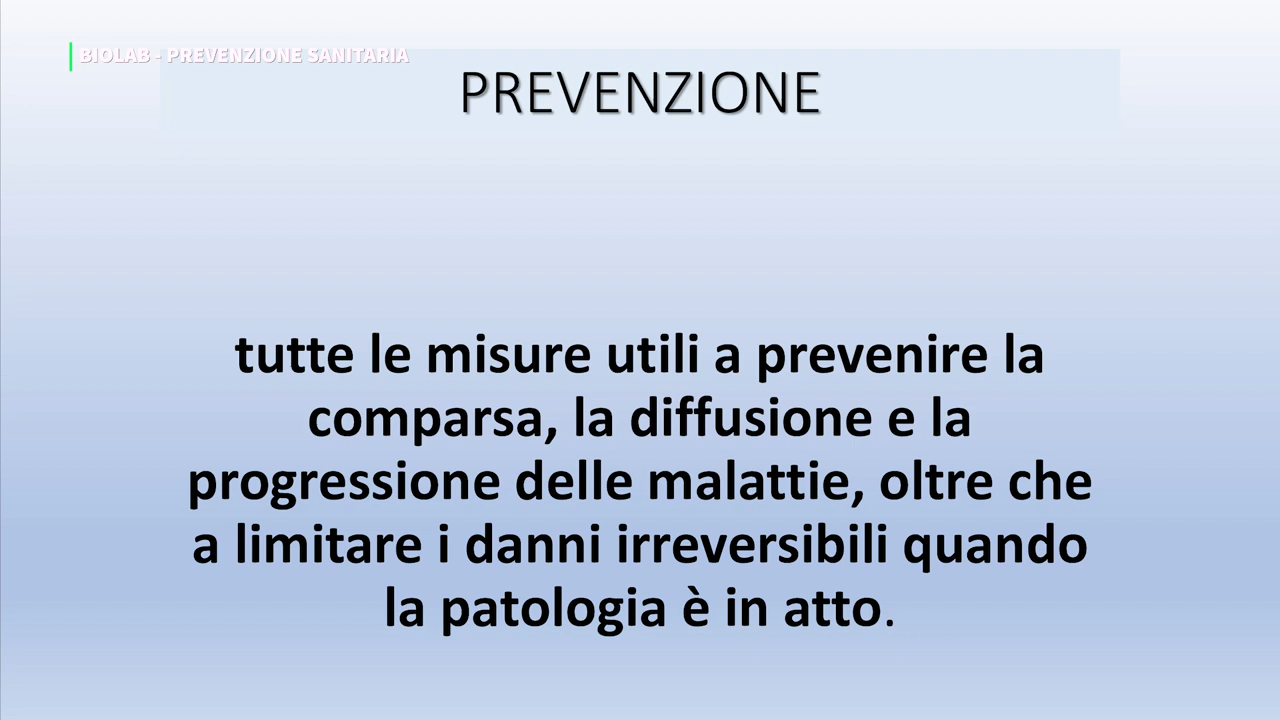 BIOLAB - PREVENZIONE SANITARIA
PREVENZIONE
tutte le misure utili a prevenire la
comparsa, la diffusione e la
progressione delle malattie, oltre che
a limitare i danni irreversibili quando
la patologia è in atto.